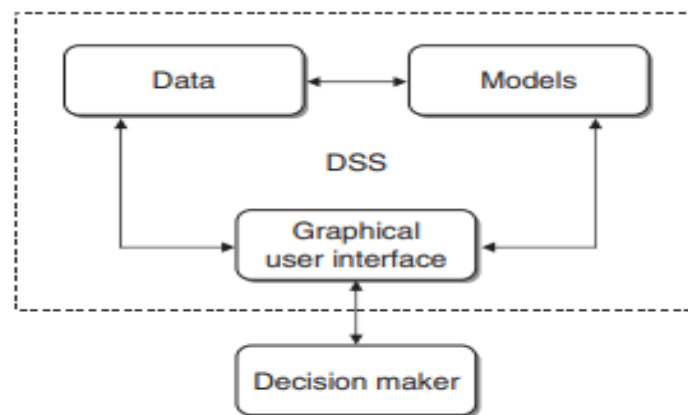 Data
Models
DSS
Graphical
user interface
Decision maker